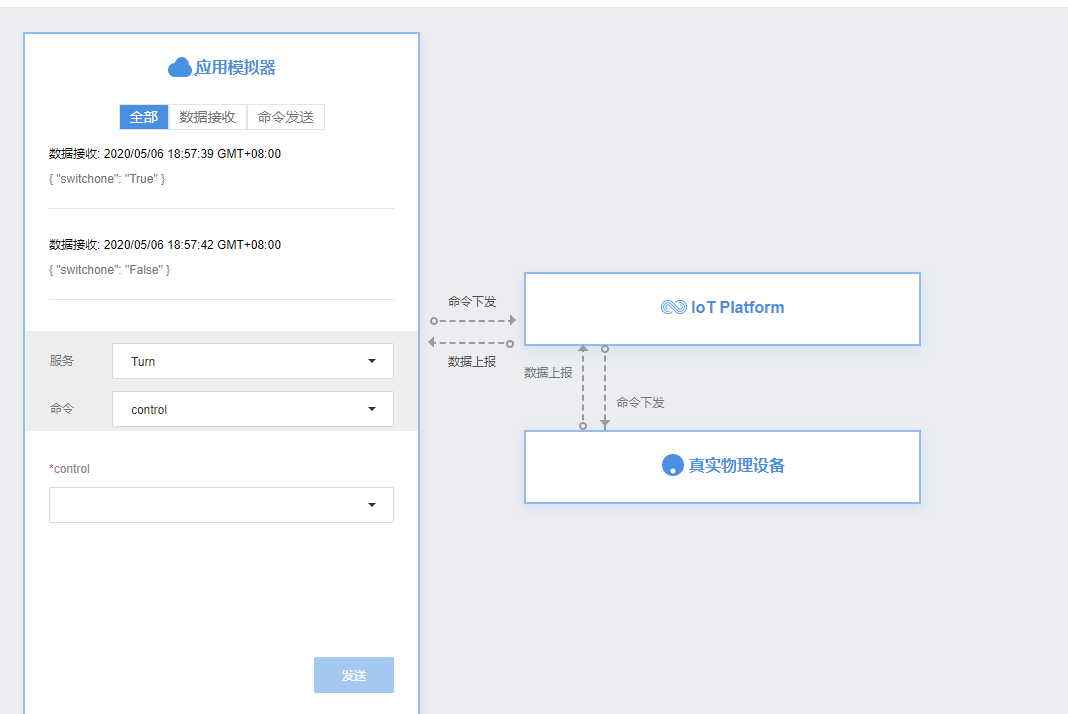 应用模拟器
全部 数据接收 命令发送
数据接收: 2020/05/06 18:57:39 GMT+08:00
{ "switchone": "True" }
数据接收: 2020/05/06 18:57:42 GMT+08:00
{ "switchone": "False" }
服务 Turn
命令 control
*control
发送
命令下发
数据上报
IoT Platform
数据上报
命令下发
真实物理设备